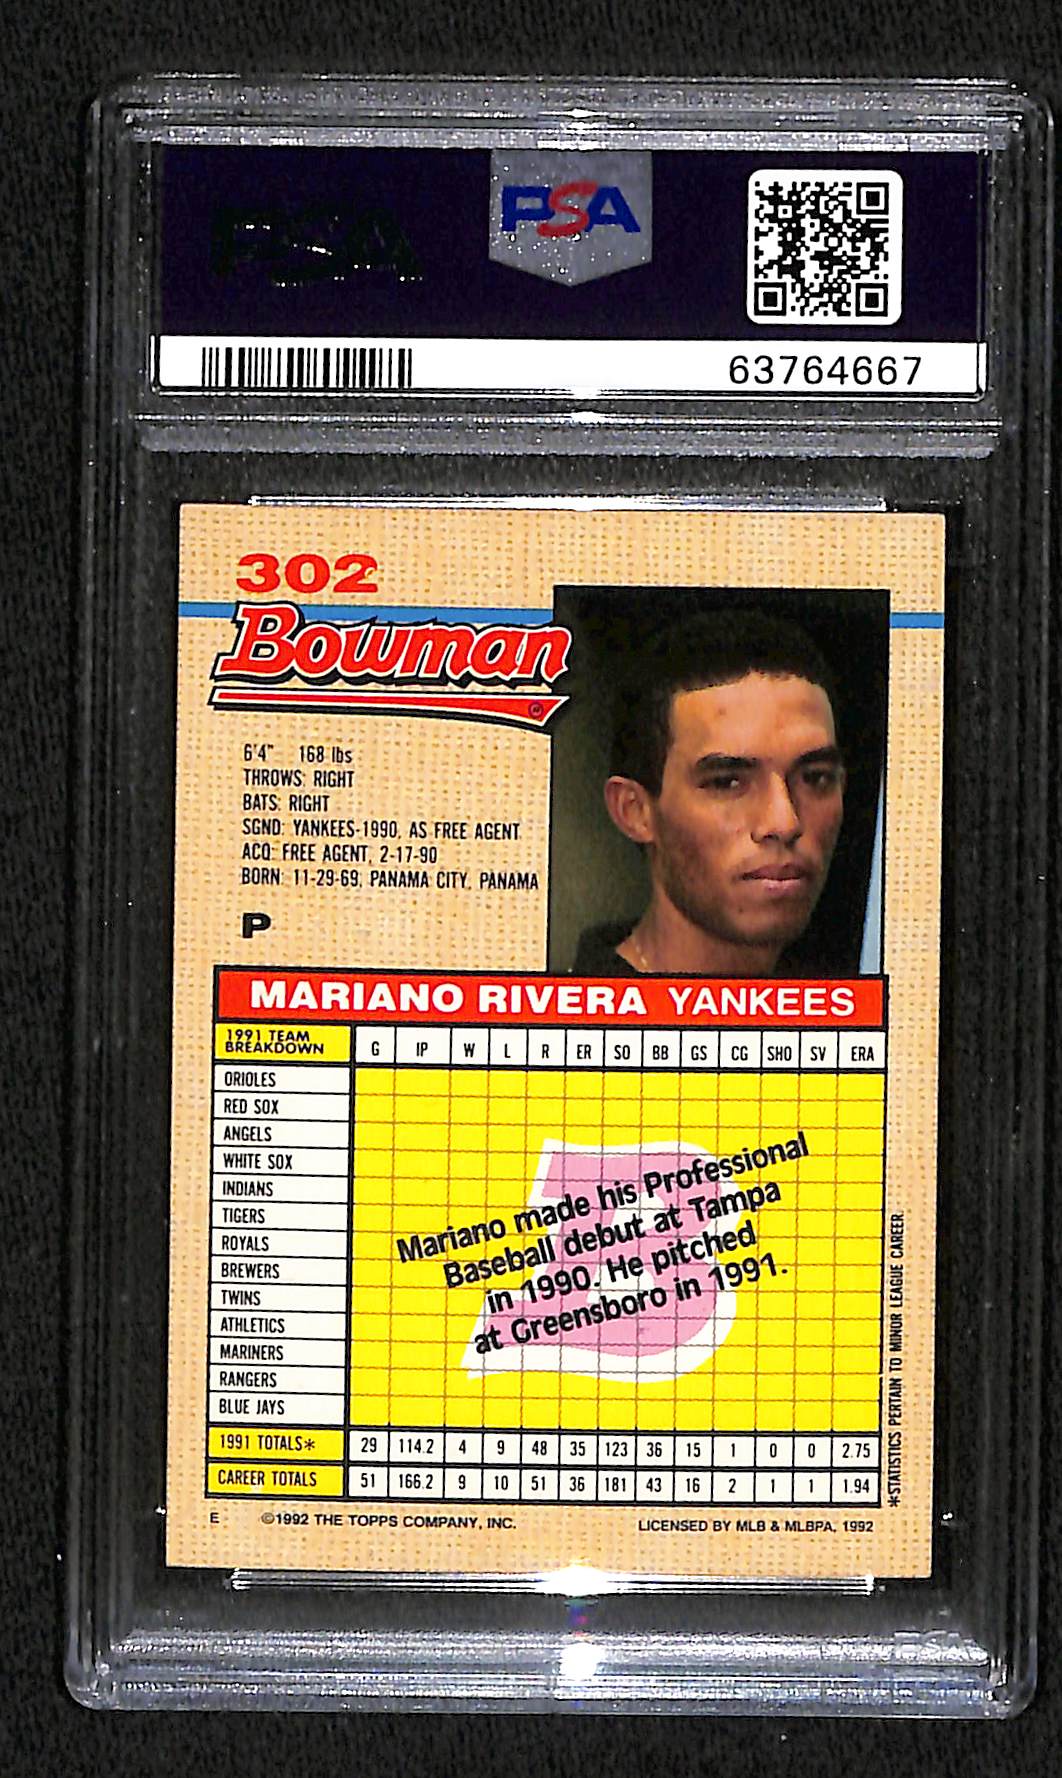 PSA
PSA
63764667
302
Bowman
®
6'4" 168 lbs
THROWS: RIGHT
BATS: RIGHT
SGND: YANKEES-1990, AS FREE AGENT
ACQ: FREE AGENT, 2-17-90
BORN: 11-29-69, PANAMA CITY, PANAMA
P
MARIANO RIVERA YANKEES
1991 TEAM
BREAKDOWN G IP W L R ER SO BB GS CG SHO SV ERA
ORIOLES
RED SOX
ANGELS
WHITE SOX
INDIANS
TIGERS
ROYALS
BREWERS
TWINS
ATHLETICS
MARINERS
RANGERS
BLUE JAYS
B
Mariano made his Professional
Baseball debut at Tampa
in 1990. He pitched
at Greensboro in 1991.
1991 TOTALS* 29 114.2 4 9 48 35 123 36 15 1 0 0 2.75
CAREER TOTALS 51 166.2 9 10 51 36 181 43 16 2 1 1 1.94
*STATISTICS PERTAIN TO MINOR LEAGUE CAREER
E ©1992 THE TOPPS COMPANY, INC. LICENSED BY MLB & MLBPA, 1992
PSA